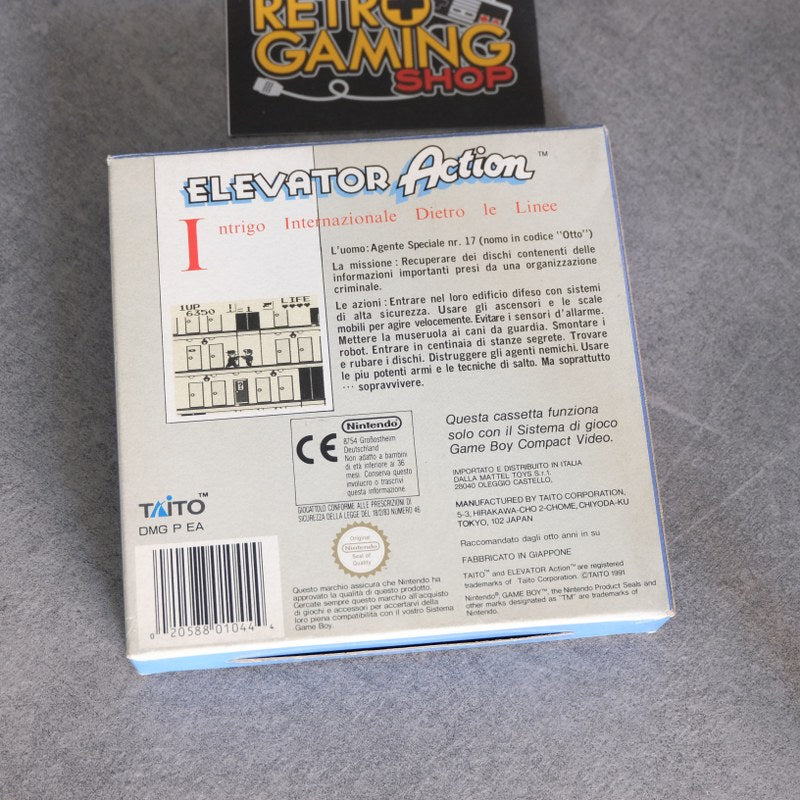 RETRO
GAMING
SHOP
ELEVATOR Action™
Intrigo Internazionale Dietro le Linee
L'uomo: Agente Speciale nr. 17 (nome in codice "Otto")
La missione: Recuperare dei dischi contenenti delle
informazioni importanti presi da una organizzazione
criminale.
Le azioni: Entrare nel loro edificio difeso con sistemi
di alta sicurezza. Usare gli ascensori e le scale
mobili per agire velocemente. Evitare i sensori d'allarme.
Mettere la museruola ai cani da guardia. Smontare i
robot. Entrare in centinaia di stanze segrete. Trovare
e rubare i dischi. Distruggere gli agenti nemichi. Usare
le piu potenti armi e le tecniche di salto. Ma soprattutto
... sopravvivere.
1UP
6350
=1
LIFE
CE
Nintendo
8754 Großostheim
Deutschland
Non adatto a bambini
di età inferiore ai 36
mesi. Conserva questo
involucro o trascrivi
questa informazione.
GIOCATTOLO CONFORME ALLE PRESCRIZIONI DI
SICUREZZA DELLA LEGGE DEL 18/2/83 NUMERO 46
Questa cassetta funziona
solo con il Sistema di gioco
Game Boy Compact Video.
IMPORTATO E DISTRIBUITO IN ITALIA
DALLA MATTEL TOYS S.r.l.
28040 OLEGGIO CASTELLO,
MANUFACTURED BY TAITO CORPORATION,
5-3, HIRAKAWA-CHO 2-CHOME, CHIYODA-KU
TOKYO, 102 JAPAN
Raccomandato dagli otto anni in su
FABBRICATO IN GIAPPONE
TAITO™ and ELEVATOR Action™ are registered
trademarks of Taito Corporation. ©TAITO 1991
Nintendo®, GAME BOY™, the Nintendo Product Seals and
other marks designated as "TM" are trademarks of
Nintendo.
TAITO™
DMG P EA
0 20588 01044 4
Original
Nintendo
Seal of
Quality
Questo marchio assicura che Nintendo ha
approvato la qualità di questo prodotto.
Cercate sempre questo marchio all'acquisto
di giochi e accessori per accertarvi della
loro piena compatibilità con il vostro Sistema
Game Boy.